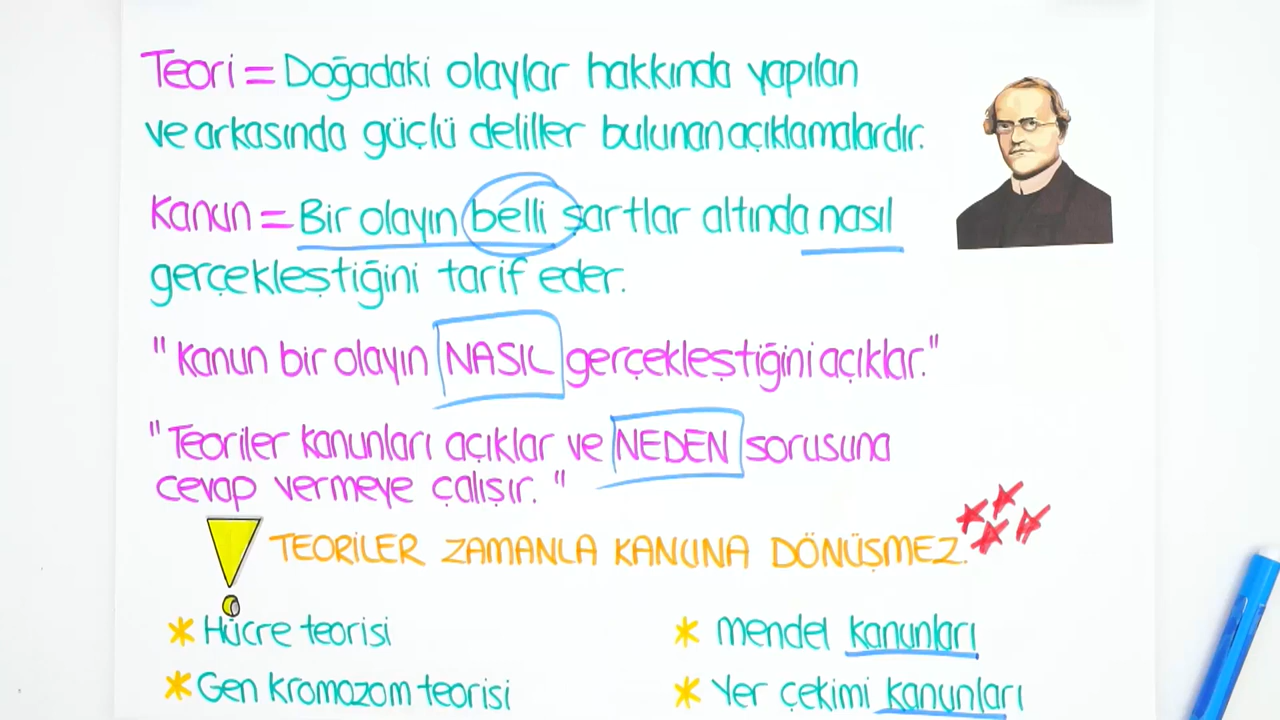 Teori = Doğadaki olaylar hakkında yapılan
ve arkasında güçlü deliller bulunan açıklamalardır.
Kanun = Bir olayın belli şartlar altında nasıl
gerçekleştiğini tarif eder.
"Kanun bir olayın NASIL gerçekleştiğini açıklar."
"Teoriler kanunları açıklar ve NEDEN sorusuna
cevap vermeye çalışır."
TEORİLER ZAMANLA KANUNA DÖNÜŞMEZ.
* Hücre teorisi
* Mendel kanunları
* Gen Kromozom teorisi
* Yer çekimi kanunları